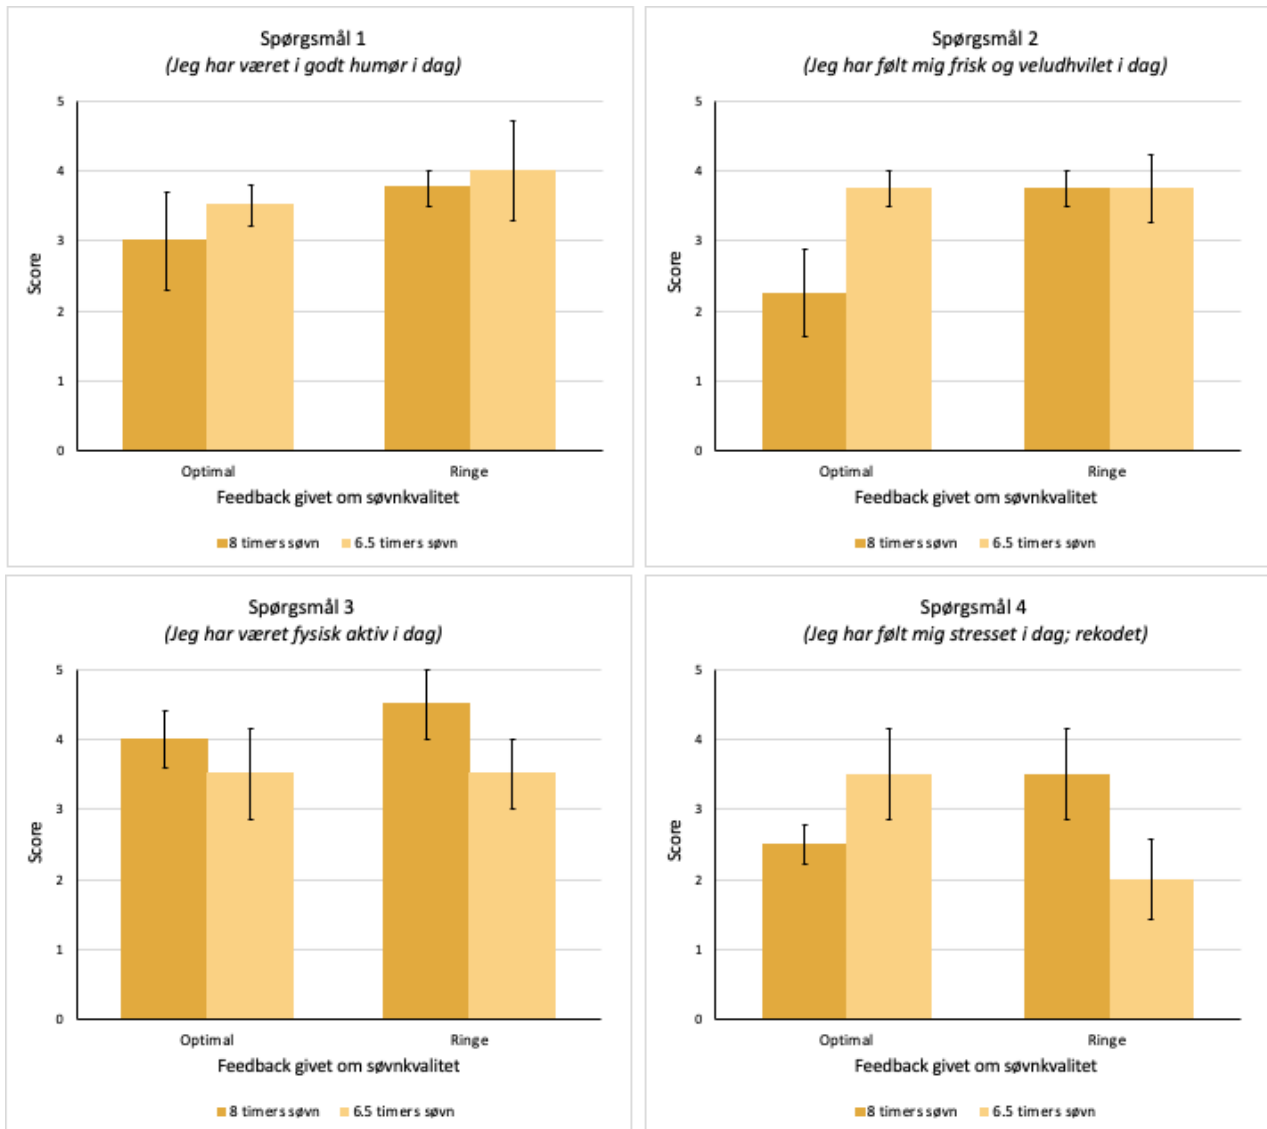 Spørgsmål 1
(Jeg har været i godt humør i dag)
5
4
3
2
1
0
Score
Optimal
Ringe
Feedback givet om søvnkvalitet
8 timers søvn
6.5 timers søvn
Spørgsmål 2
(Jeg har følt mig frisk og veludhvilet i dag)
5
4
3
2
1
0
Score
Optimal
Ringe
Feedback givet om søvnkvalitet
8 timers søvn
6.5 timers søvn
Spørgsmål 3
(Jeg har været fysisk aktiv i dag)
5
4
3
2
1
0
Score
Optimal
Ringe
Feedback givet om søvnkvalitet
8 timers søvn
6.5 timers søvn
Spørgsmål 4
(Jeg har følt mig stresset i dag; rekodet)
5
4
3
2
1
0
Score
Optimal
Ringe
Feedback givet om søvnkvalitet
8 timers søvn
6.5 timers søvn